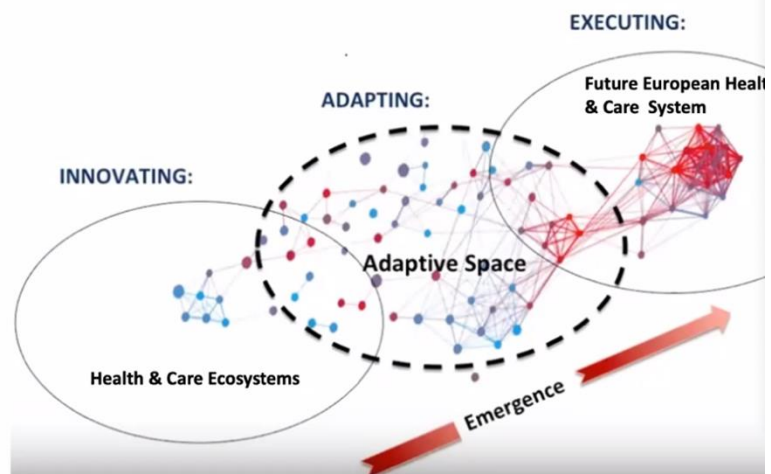 EXECUTING:
Future European Healt
& Care System
ADAPTING:
INNOVATING:
Adaptive Space
Health & Care Ecosystems
Emergence